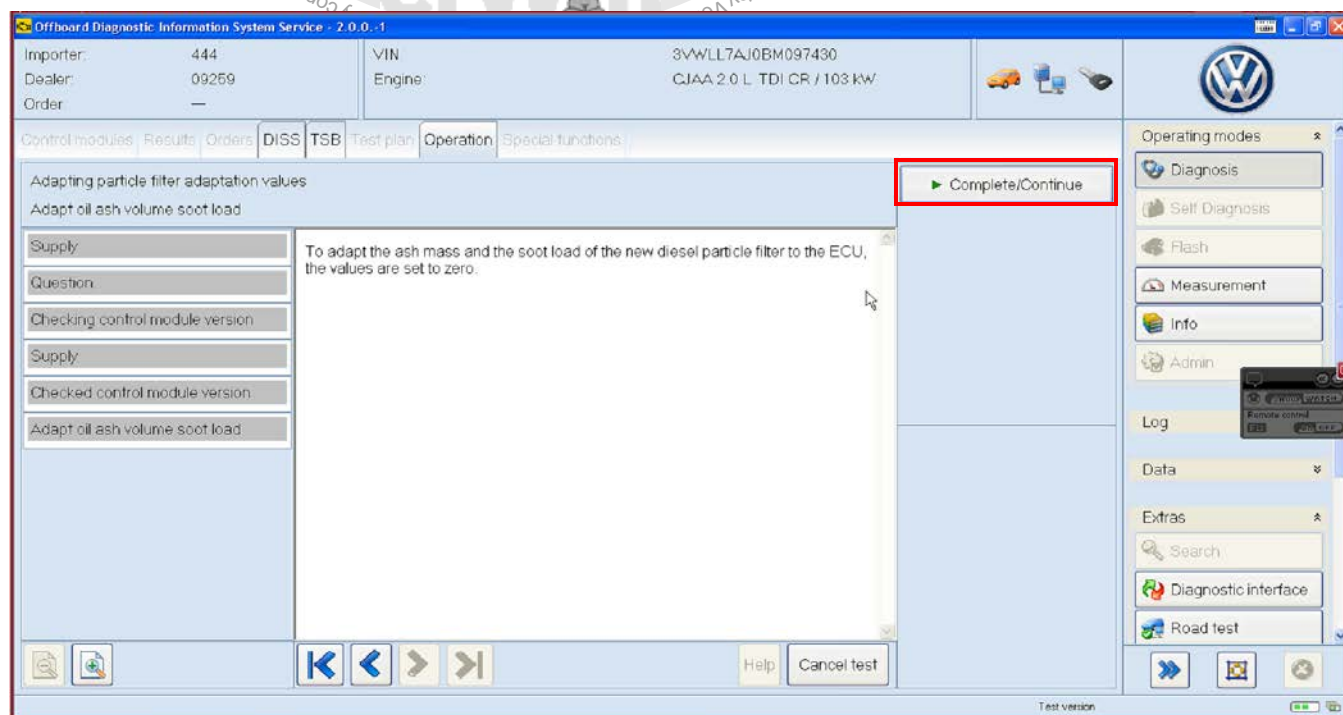 Offboard Diagnostic Information System Service - 2.0.0.-1
Importer: 444
Dealer: 09259
Order —
VIN 3VWLL7AJ0BM097430
Engine: CJAA 2.0 L TDI CR / 103 kW
Control modules Results Orders DISS TSB Test plan Operation Special functions
Adapting particle filter adaptation values
Adapt oil ash volume soot load
Complete/Continue
Supply
Question
Checking control module version
Supply
Checked control module version
Adapt oil ash volume soot load
To adapt the ash mass and the soot load of the new diesel particle filter to the ECU,
the values are set to zero.
Help
Cancel test
Operating modes
Diagnosis
Self Diagnosis
Flash
Measurement
Info
Admin
Remote control
Log
Data
Extras
Search
Diagnostic interface
Road test
Test version